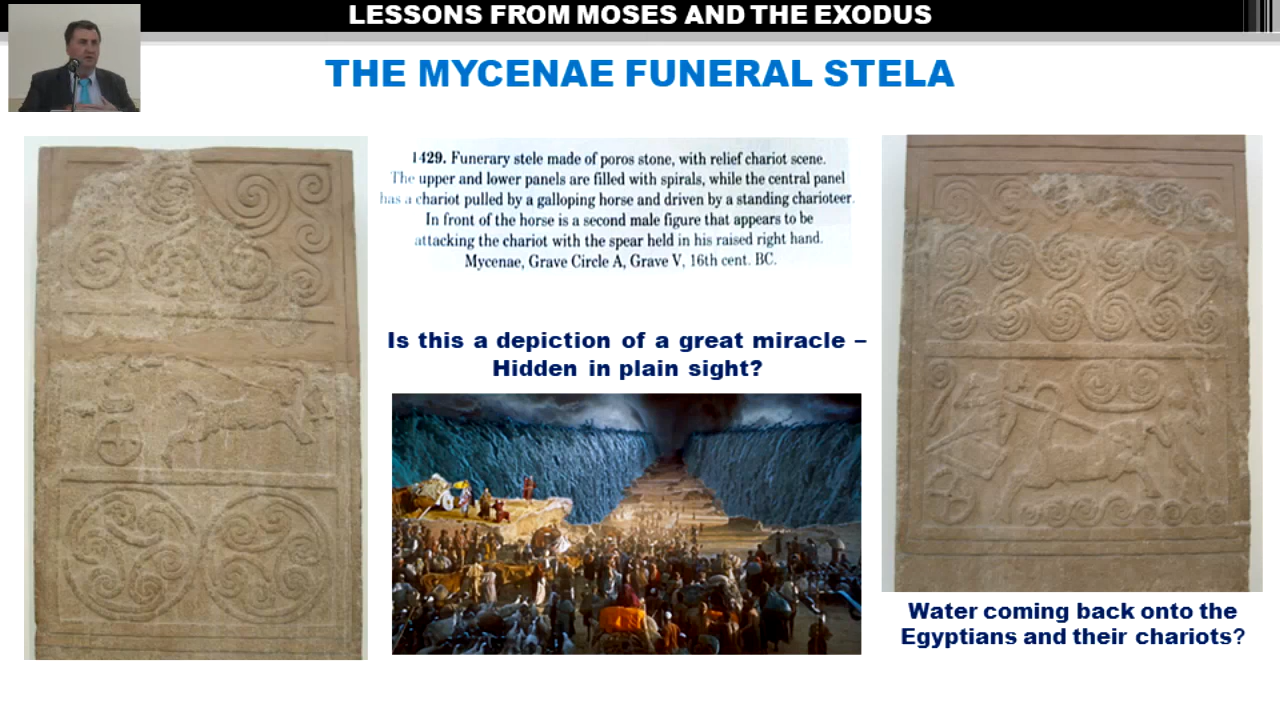 LESSONS FROM MOSES AND THE EXODUS
THE MYCENAE FUNERAL STELA
1429. Funerary stele made of poros stone, with relief chariot scene.
The upper and lower panels are filled with spirals, while the central panel
has a chariot pulled by a galloping horse and driven by a standing charioteer.
In front of the horse is a second male figure that appears to be
attacking the chariot with the spear held in his raised right hand.
Mycenae, Grave Circle A, Grave V, 16th cent. BC.
Is this a depiction of a great miracle –
Hidden in plain sight?
Water coming back onto the
Egyptians and their chariots?